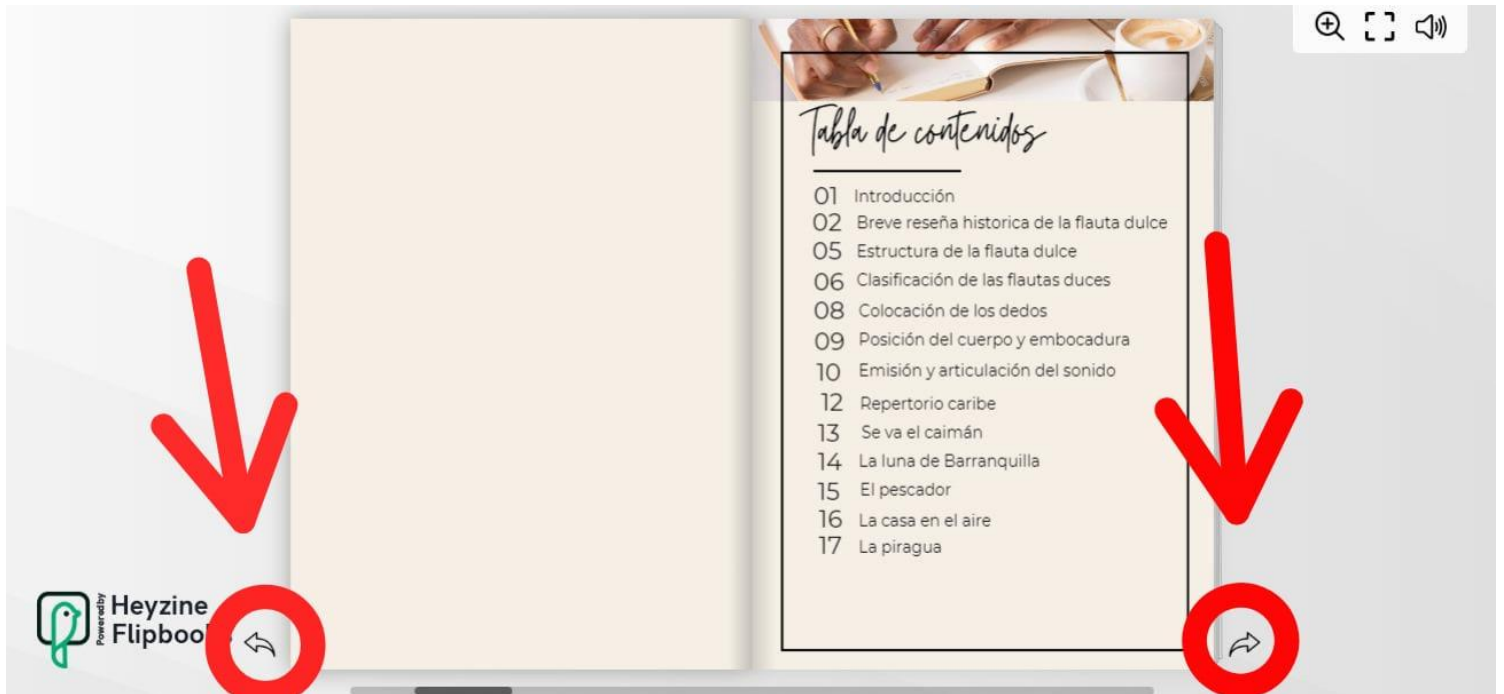 Tabla de contenidos
01 Introducción
02 Breve reseña historica de la flauta dulce
05 Estructura de la flauta dulce
06 Clasificación de las flautas duces
08 Colocación de los dedos
09 Posición del cuerpo y embocadura
10 Emisión y articulación del sonido
12 Repertorio caribe
13 Se va el caimán
14 La luna de Barranquilla
15 El pescador
16 La casa en el aire
17 La piragua
Powered by
Heyzine